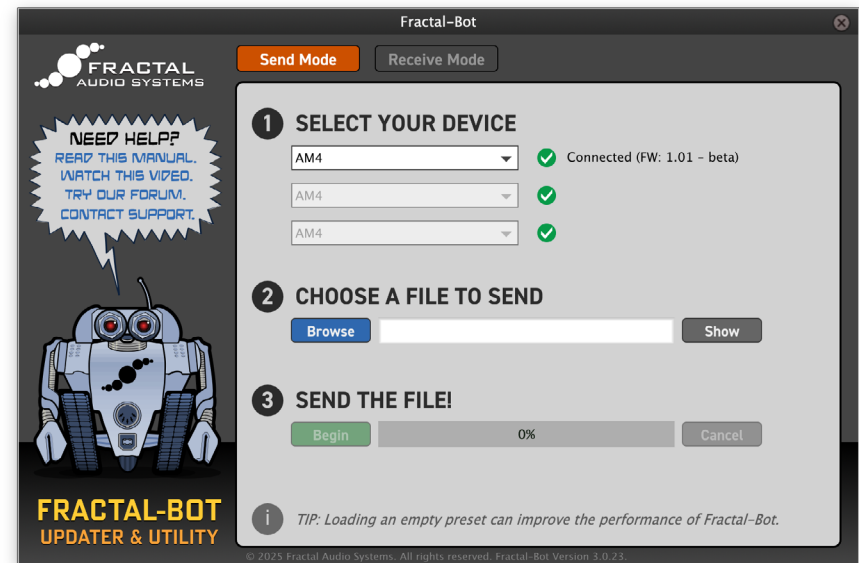 Fractal-Bot
FRACTAL
AUDIO SYSTEMS
Send Mode
Receive Mode
NEED HELP?
READ THIS MANUAL.
WATCH THIS VIDEO.
TRY OUR FORUM.
CONTACT SUPPORT.
1 SELECT YOUR DEVICE
AM4
Connected (FW: 1.01 - beta)
AM4
AM4
2 CHOOSE A FILE TO SEND
Browse
Show
3 SEND THE FILE!
Begin
0%
Cancel
i TIP: Loading an empty preset can improve the performance of Fractal-Bot.
FRACTAL-BOT
UPDATER & UTILITY
© 2025 Fractal Audio Systems. All rights reserved. Fractal-Bot Version 3.0.23.